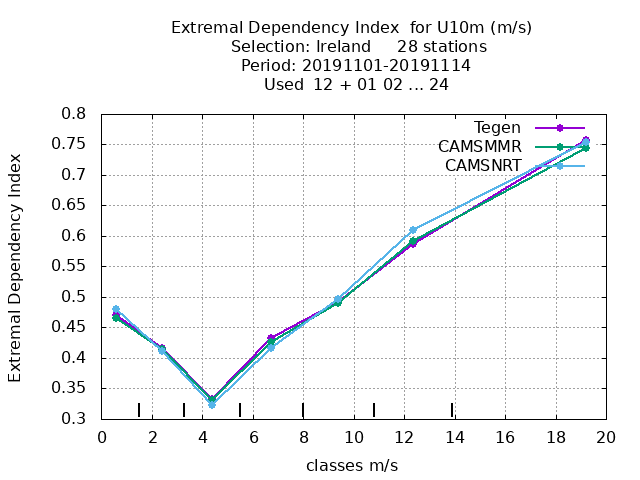 Extremal Dependency Index  for U10m (m/s)
Selection: Ireland     28 stations
Period: 20191101-20191114
Used  12 + 01 02 ... 24
Extremal Dependency Index
0.8
0.75
0.7
0.65
0.6
0.55
0.5
0.45
0.4
0.35
0.3
Tegen
CAMSMMR
CAMSNRT
0 2 4 6 8 10 12 14 16 18 20
classes m/s